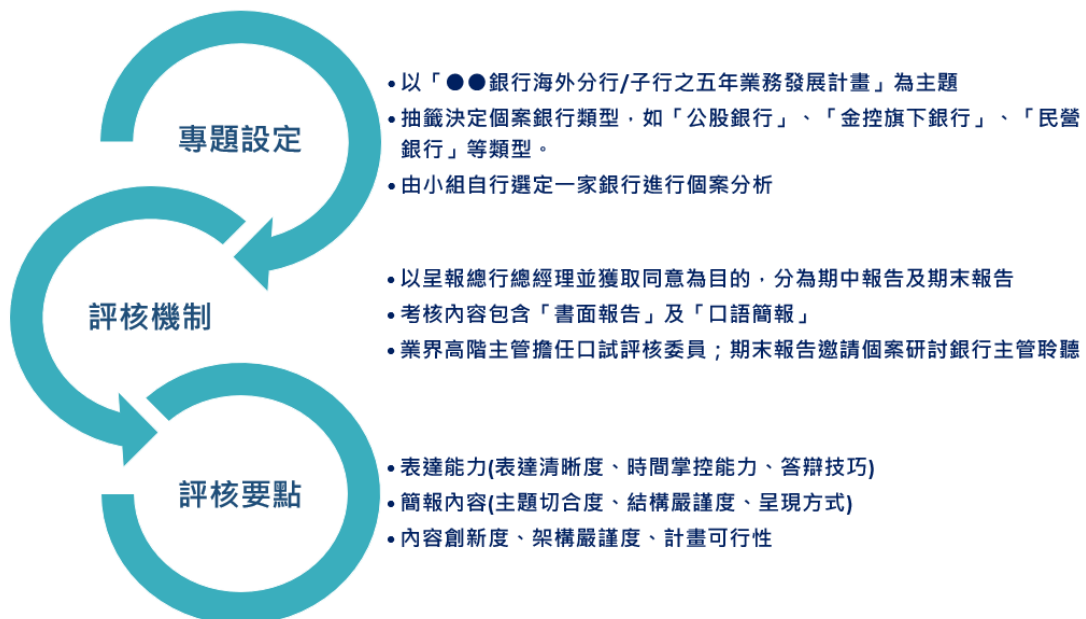 專題設定
•以「●●銀行海外分行/子行之五年業務發展計畫」為主題
•抽籤決定個案銀行類型，如「公股銀行」、「金控旗下銀行」、「民營
銀行」等類型。
•由小組自行選定一家銀行進行個案分析
評核機制
•以呈報總行總經理並獲取同意為目的，分為期中報告及期末報告
•考核內容包含「書面報告」及「口語簡報」
•業界高階主管擔任口試評核委員；期末報告邀請個案研討銀行主管聆聽
評核要點
•表達能力(表達清晰度、時間掌控能力、答辯技巧)
•簡報內容(主題切合度、結構嚴謹度、呈現方式)
•內容創新度、架構嚴謹度、計畫可行性